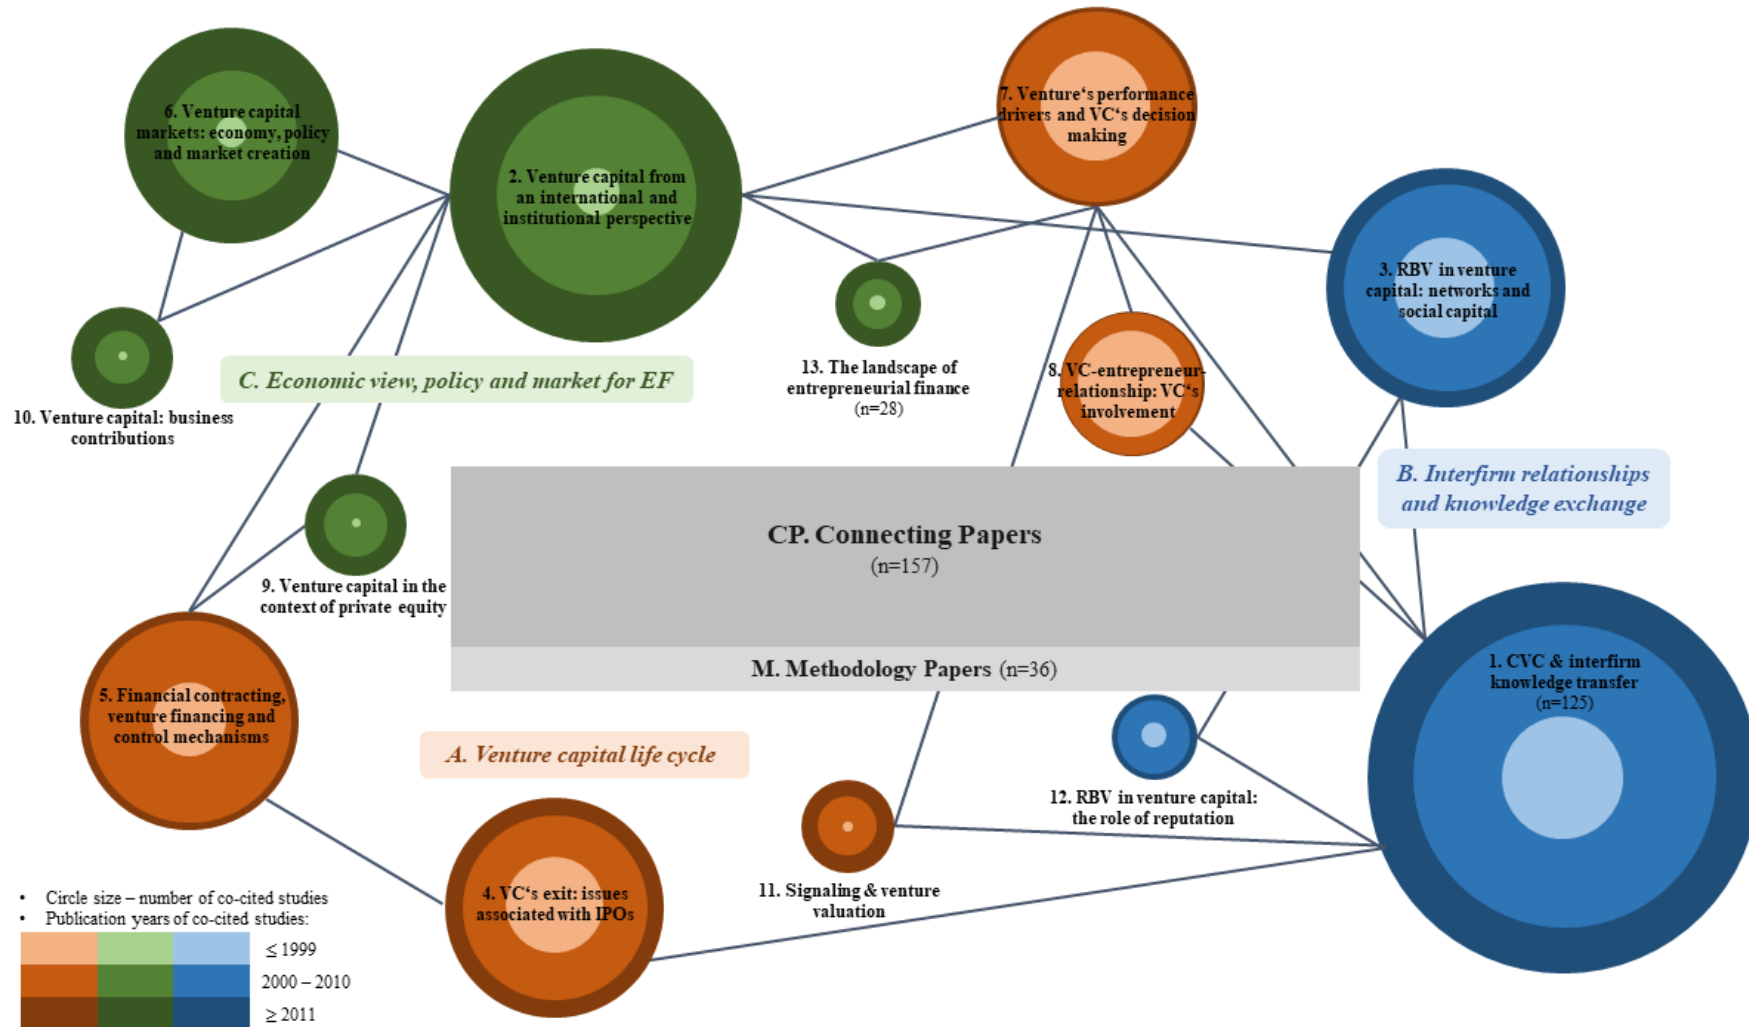 6. Venture capital
markets: economy, policy
and market creation
2. Venture capital from
an international and
institutional perspective
7. Venture‘s performance
drivers and VC‘s decision
making
3. RBV in venture
capital: networks and
social capital
13. The landscape of
entrepreneurial finance
(n=28)
8. VC-entrepreneur-
relationship: VC‘s
involvement
C. Economic view, policy and market for EF
10. Venture capital: business
contributions
B. Interfirm relationships
and knowledge exchange
CP. Connecting Papers
(n=157)
9. Venture capital in the
context of private equity
M. Methodology Papers (n=36)
1. CVC & interfirm
knowledge transfer
(n=125)
5. Financial contracting,
venture financing and
control mechanisms
A. Venture capital life cycle
12. RBV in venture capital:
the role of reputation
4. VC‘s exit: issues
associated with IPOs
11. Signaling & venture
valuation
• Circle size – number of co-cited studies
• Publication years of co-cited studies:
≤ 1999
2000 – 2010
≥ 2011